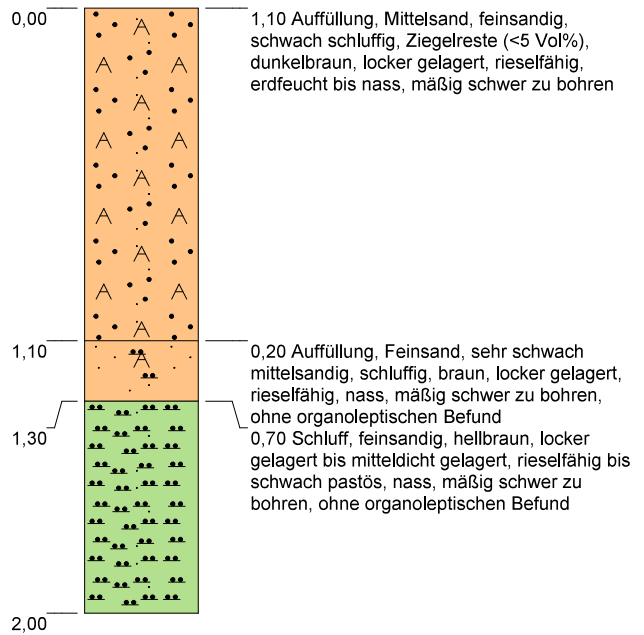 0,00
1,10 Auffüllung, Mittelsand, feinsandig,
schwach schluffig, Ziegelreste (<5 Vol%),
dunkelbraun, locker gelagert, rieselfähig,
erdfeucht bis nass, mäßig schwer zu bohren
1,10
0,20 Auffüllung, Feinsand, sehr schwach
mittelsandig, schluffig, braun, locker gelagert,
rieselfähig, nass, mäßig schwer zu bohren,
ohne organoleptischen Befund
1,30
0,70 Schluff, feinsandig, hellbraun, locker
gelagert bis mitteldicht gelagert, rieselfähig bis
schwach pastös, nass, mäßig schwer zu
bohren, ohne organoleptischen Befund
2,00